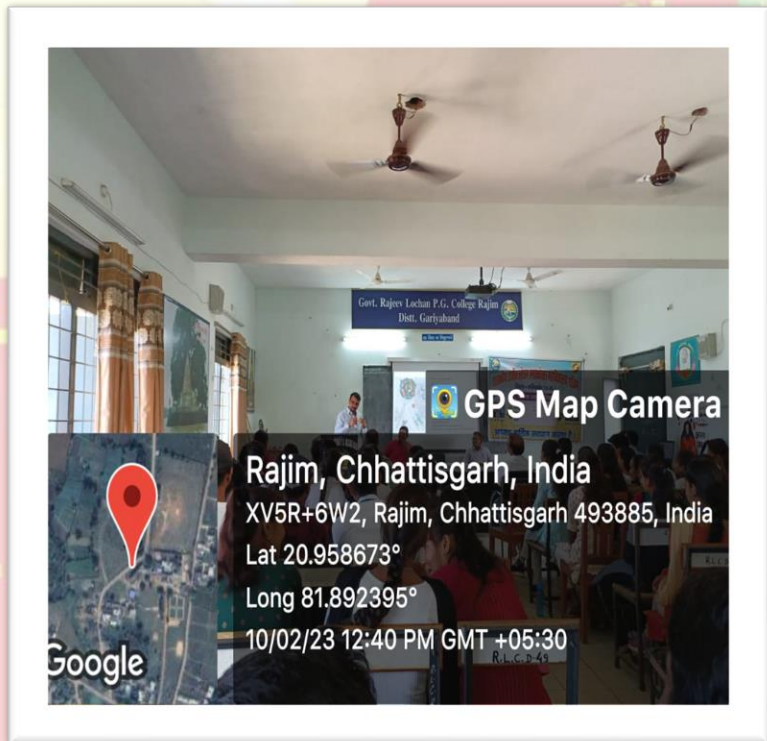 Govt. Rajeev Lochan P.G. College Rajim
Distt. Gariyaband
GPS Map Camera
Rajim, Chhattisgarh, India
XV5R+6W2, Rajim, Chhattisgarh 493885, India
Lat 20.958673°
Long 81.892395°
10/02/23 12:40 PM GMT +05:30
Google
R.L.C.D-49